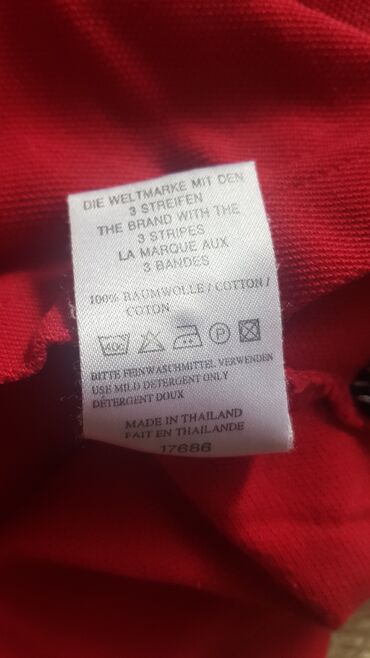 DIE WELTMARKE MIT DEN
3 STREIFEN
THE BRAND WITH THE
3 STRIPES
LA MARQUE AUX
3 BANDES
100% BAUMWOLLE / COTTON /
COTON
40C P
BITTE FEINWASCHMITTEL VERWENDEN
USE MILD DETERGENT ONLY
DÉTERGENT DOUX
MADE IN THAILAND
FAIT EN THAILANDE
17686